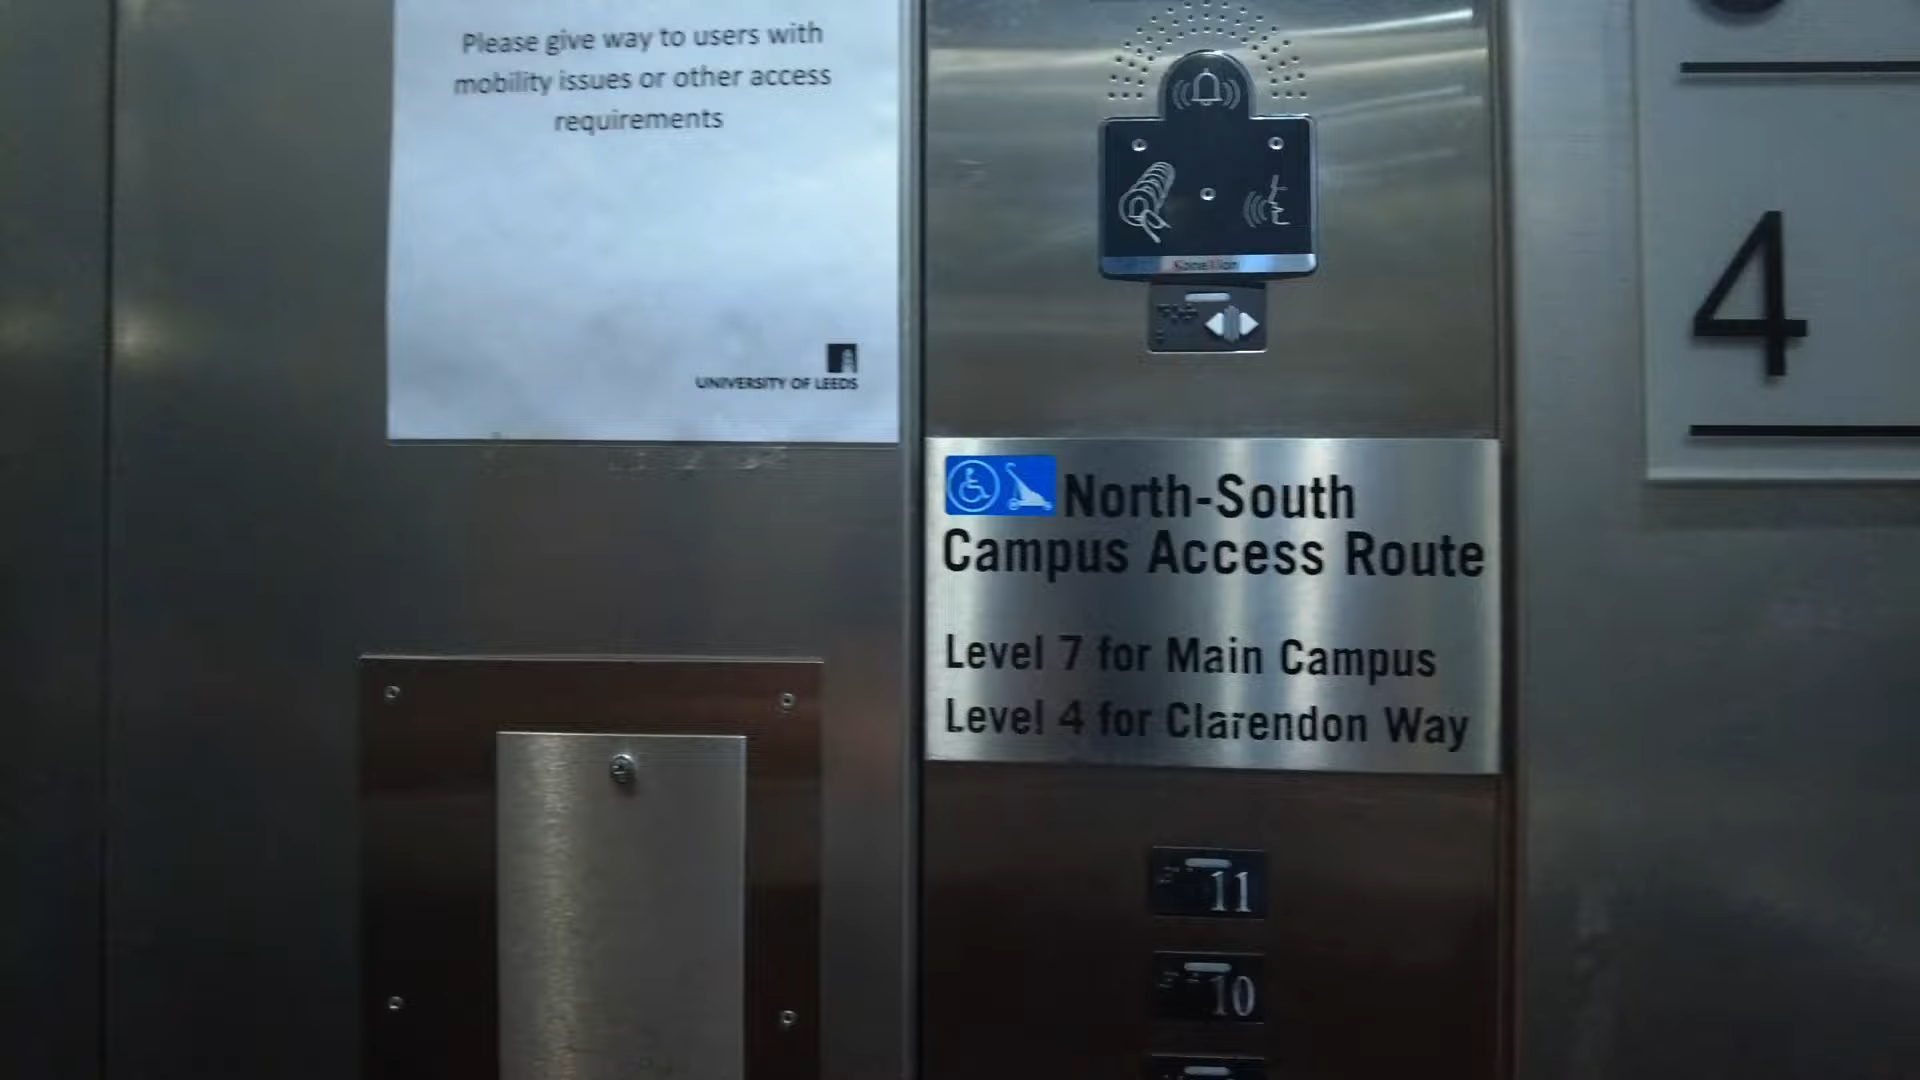 Please give way to users with
mobility issues or other access
requirements
UNIVERSITY OF LEEDS
North-South
Campus Access Route
Level 7 for Main Campus
Level 4 for Clarendon Way
11
10
4